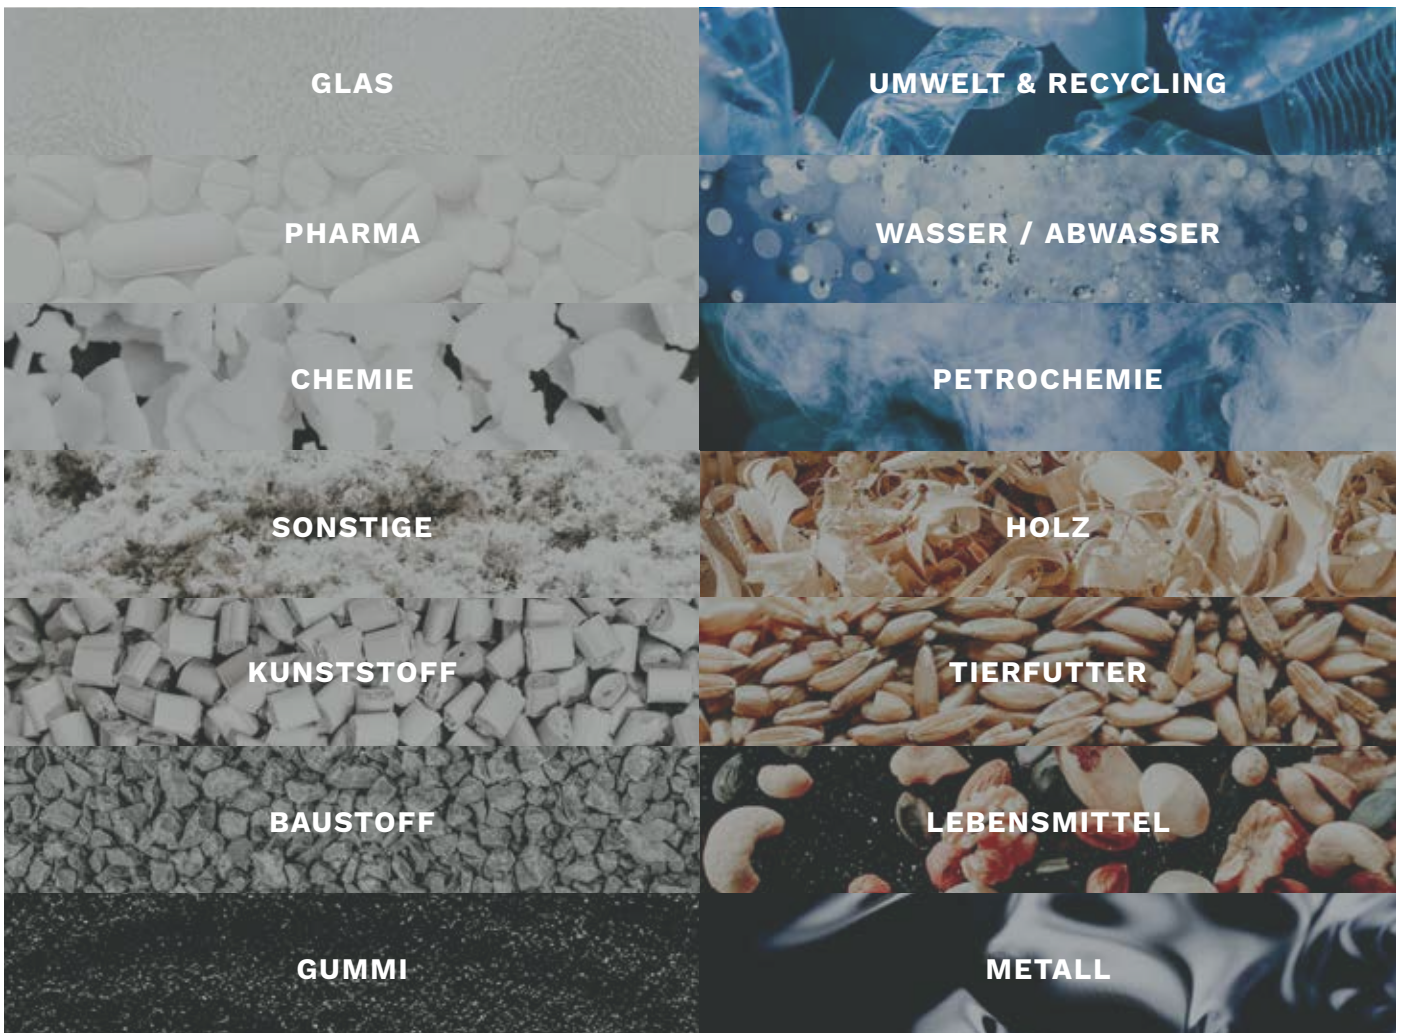 GLAS
UMWELT & RECYCLING
PHARMA
WASSER / ABWASSER
CHEMIE
PETROCHEMIE
SONSTIGE
HOLZ
KUNSTSTOFF
TIERFUTTER
BAUSTOFF
LEBENSMITTEL
GUMMI
METALL